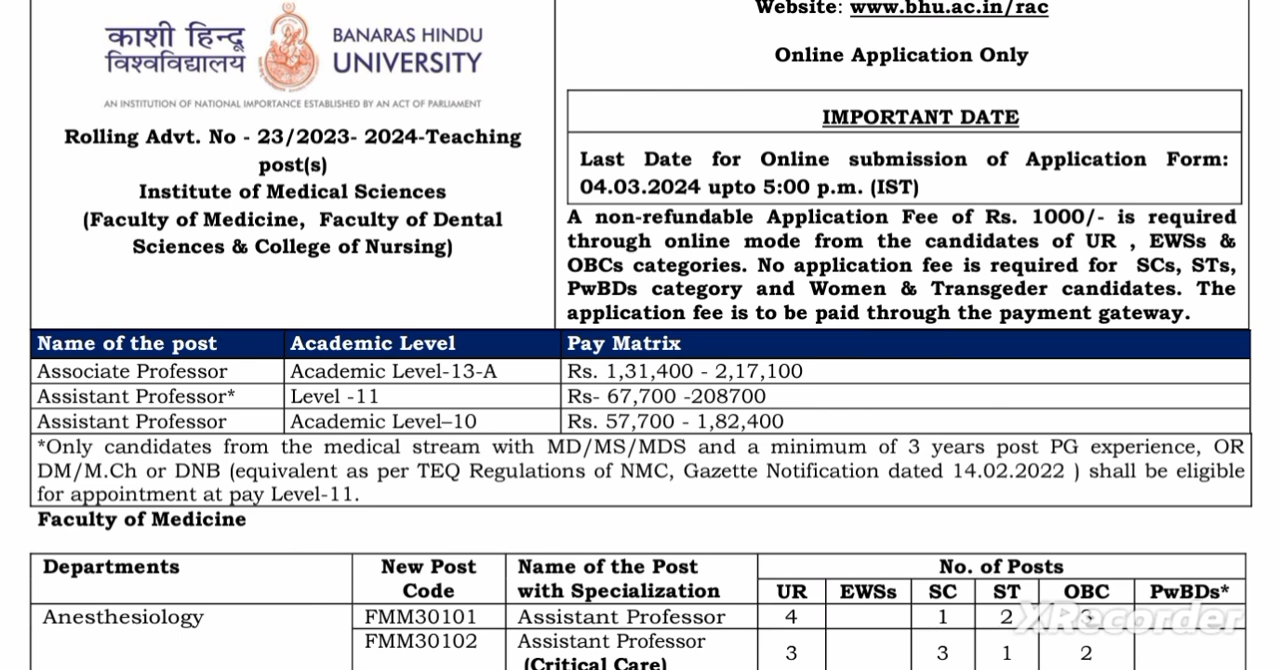 काशी हिन्दू
विश्वविद्यालय
BANARAS HINDU
UNIVERSITY
AN INSTITUTION OF NATIONAL IMPORTANCE ESTABLISHED BY AN ACT OF PARLIAMENT
Rolling Advt. No - 23/2023- 2024-Teaching
post(s)
Institute of Medical Sciences
(Faculty of Medicine, Faculty of Dental
Sciences & College of Nursing)
Website: www.bhu.ac.in/rac
Online Application Only
IMPORTANT DATE
Last Date for Online submission of Application Form:
04.03.2024 upto 5:00 p.m. (IST)
A non-refundable Application Fee of Rs. 1000/- is required
through online mode from the candidates of UR , EWSs &
OBCs categories. No application fee is required for SCs, STs,
PwBDs category and Women & Transgeder candidates. The
application fee is to be paid through the payment gateway.
Name of the post Academic Level Pay Matrix
Associate Professor Academic Level-13-A Rs. 1,31,400 - 2,17,100
Assistant Professor* Level -11 Rs- 67,700 -208700
Assistant Professor Academic Level–10 Rs. 57,700 - 1,82,400
*Only candidates from the medical stream with MD/MS/MDS and a minimum of 3 years post PG experience, OR
DM/M.Ch or DNB (equivalent as per TEQ Regulations of NMC, Gazette Notification dated 14.02.2022 ) shall be eligible
for appointment at pay Level-11.
Faculty of Medicine
Departments New Post Code Name of the Post with Specialization No. of Posts
UR EWSs SC ST OBC PwBDs*
Anesthesiology FMM30101 Assistant Professor 4 1 2 3
FMM30102 Assistant Professor (Critical Care) 3 3 1 2
XRecorder